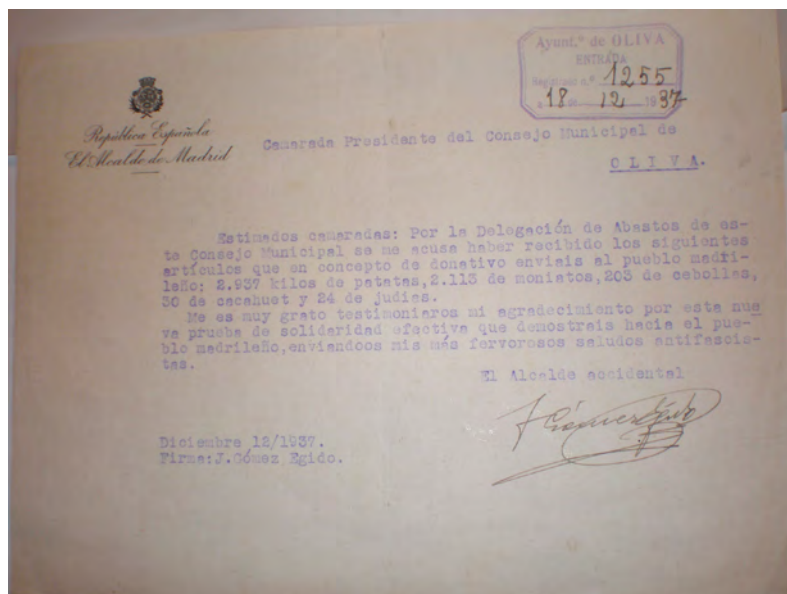 Ayunt.º de OLIVA
ENTRADA
Registrado n.º 1255
a 18 de 12 1937
República Española
El Alcalde de Madrid
Camarada Presidente del Consejo Municipal de
OLIVA.
Estimados camaradas: Por la Delegación de Abastos de es-
te Consejo Municipal se me acusa haber recibido los siguientes
artículos que en concepto de donativo enviais al pueblo madri-
leño: 2.937 kilos de patatas,2.113 de moniatos,203 de cebollas,
30 de cacahuet y 24 de judias.
Me es muy grato testimoniaros mi agradecimiento por esta nue
va prueba de solidaridad efectiva que demostrais hacia el pue-
blo madrileño,enviandoos mis más fervorosos saludos antifascis-
tas.
El Alcalde accidental
J Gómez Egido
Diciembre 12/1937.
Firma:J.Gómez Egido.